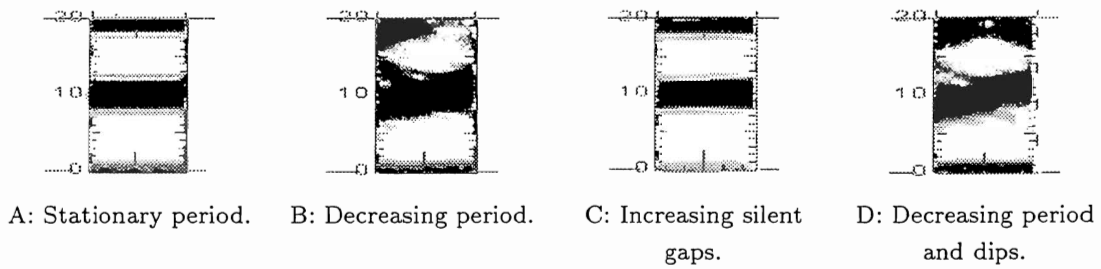 20 20 20 20
10 10 10 10
0 0 0 0
A: Stationary period. B: Decreasing period. C: Increasing silent D: Decreasing period
gaps. and dips.